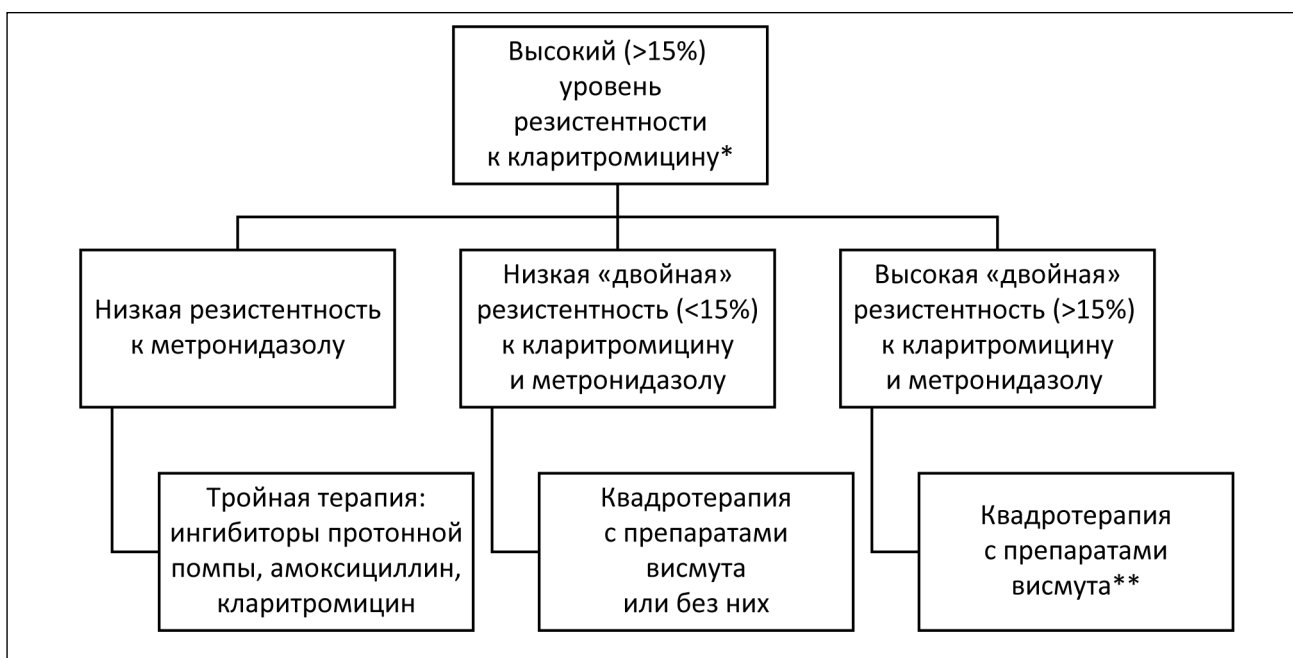 Высокий (>15%)
уровень
резистентности
к кларитромицину*
Низкая резистентность
к метронидазолу
Низкая «двойная»
резистентность (<15%)
к кларитромицину
и метронидазолу
Высокая «двойная»
резистентность (>15%)
к кларитромицину
и метронидазолу
Тройная терапия:
ингибиторы протонной
помпы, амоксициллин,
кларитромицин
Квадротерапия
с препаратами
висмута
или без них
Квадротерапия
с препаратами
висмута**